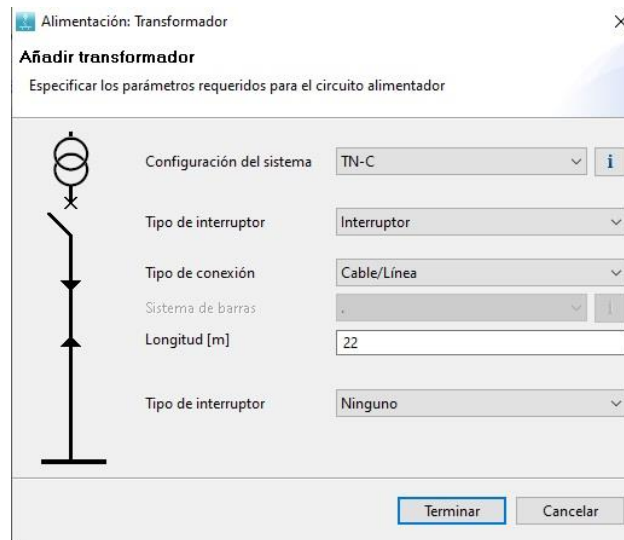 Alimentación: Transformador
Añadir transformador
Especificar los parámetros requeridos para el circuito alimentador
Configuración del sistema TN-C i
Tipo de interruptor Interruptor
Tipo de conexión Cable/Línea
Sistema de barras . i
Longitud [m] 22
Tipo de interruptor Ninguno
Terminar Cancelar